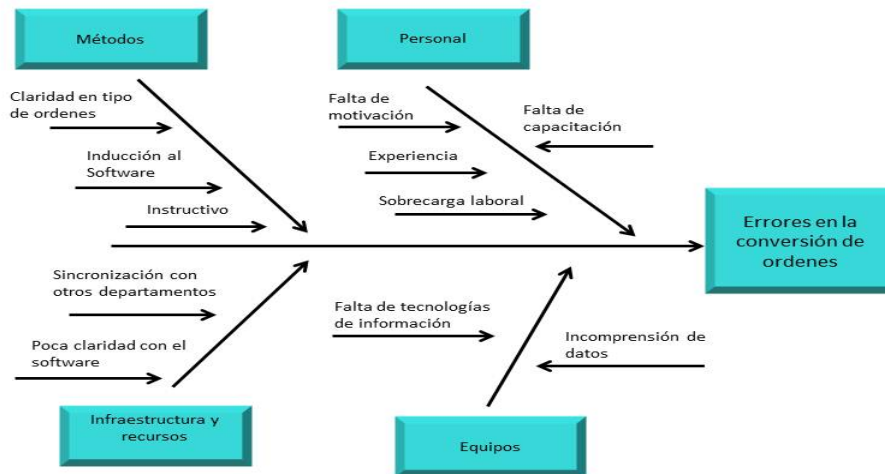 Métodos
Personal
Claridad en tipo
de ordenes
Falta de
motivación
Falta de
capacitación
Inducción al
Software
Experiencia
Instructivo
Sobrecarga laboral
Errores en la
conversión de
ordenes
Sincronización con
otros departamentos
Falta de tecnologías
de información
Poca claridad con el
software
Incomprensión de
datos
Infraestructura y
recursos
Equipos